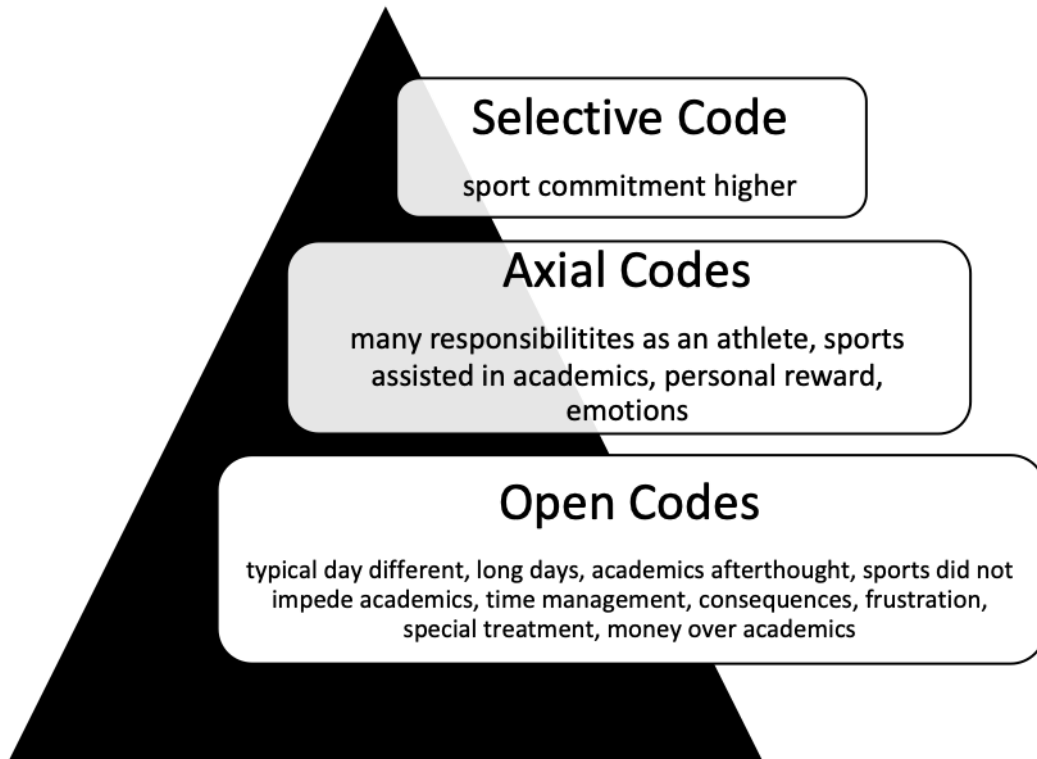 Selective Code
sport commitment higher
Axial Codes
many responsibilitites as an athlete, sports
assisted in academics, personal reward,
emotions
Open Codes
typical day different, long days, academics afterthought, sports did not
impede academics, time management, consequences, frustration,
special treatment, money over academics